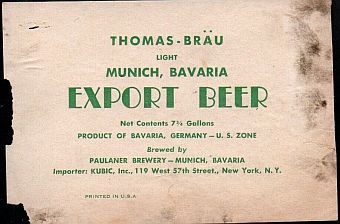 THOMAS-BRÄU
LIGHT
MUNICH, BAVARIA
EXPORT BEER
Net Contents 7¾ Gallons
PRODUCT OF BAVARIA, GERMANY — U. S. ZONE
Brewed by
PAULANER BREWERY — MUNICH, BAVARIA
Importer: KUBIC, Inc., 119 West 57th Street., New York, N. Y.
PRINTED IN U.S.A